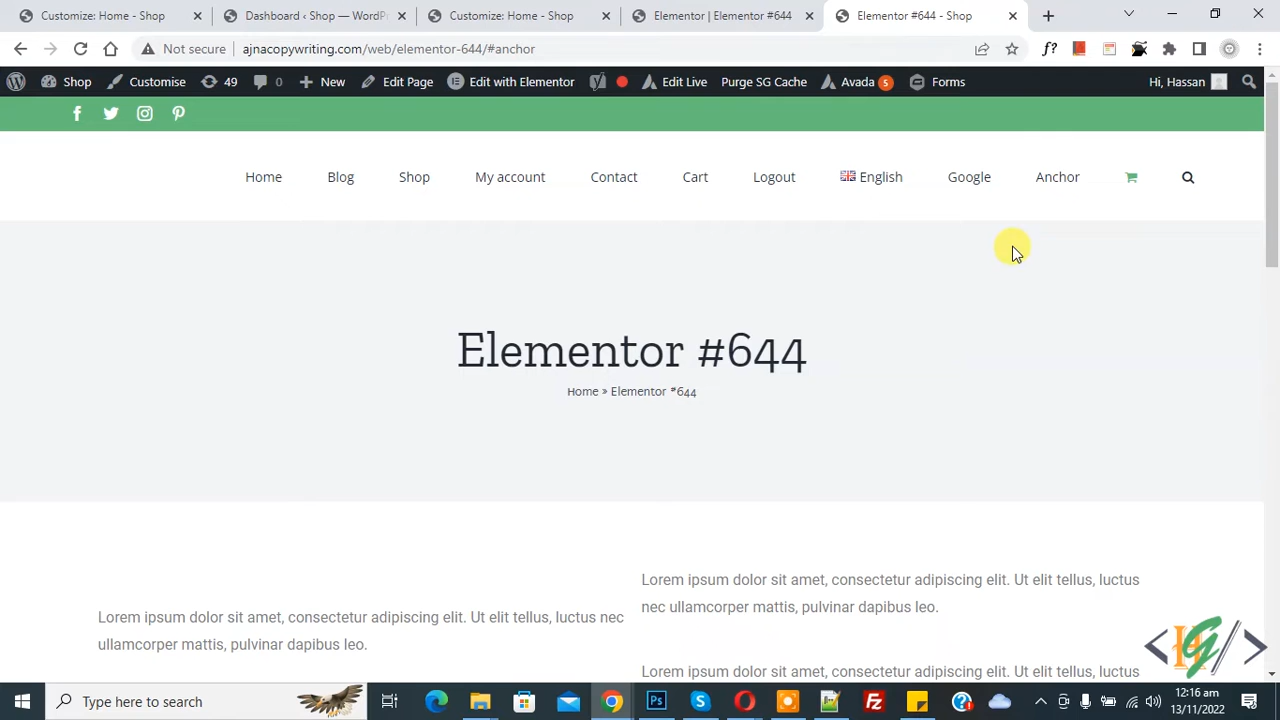 Customize: Home - Shop
Dashboard ‹ Shop — WordP
Customize: Home - Shop
Elementor | Elementor #644
Elementor #644 - Shop
Not secure
ajnacopywriting.com/web/elementor-644/#anchor
Shop
Customise
49
0
New
Edit Page
Edit with Elementor
Edit Live
Purge SG Cache
Avada 5
Forms
Hi, Hassan
Home
Blog
Shop
My account
Contact
Cart
Logout
English
Google
Anchor
Elementor #644
Home » Elementor #644
Lorem ipsum dolor sit amet, consectetur adipiscing elit. Ut elit tellus, luctus nec
ullamcorper mattis, pulvinar dapibus leo.
Lorem ipsum dolor sit amet, consectetur adipiscing elit. Ut elit tellus, luctus
nec ullamcorper mattis, pulvinar dapibus leo.
Lorem ipsum dolor sit amet, consectetur adipiscing elit. Ut elit tellus, luctus
Type here to search
12:16 am
13/11/2022